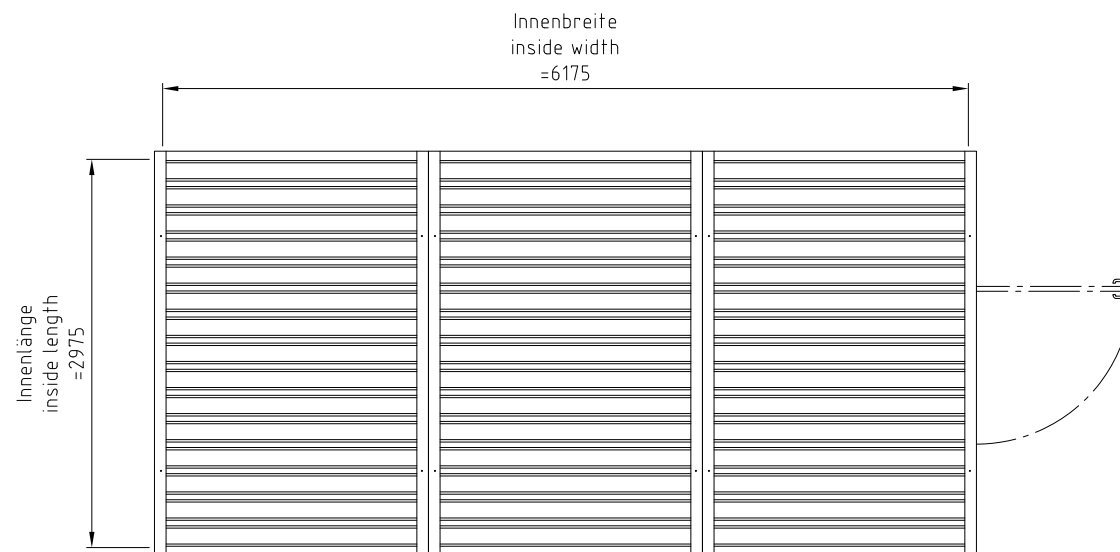 Innenbreite
inside width
=6175
Innenlänge
inside length
=2975